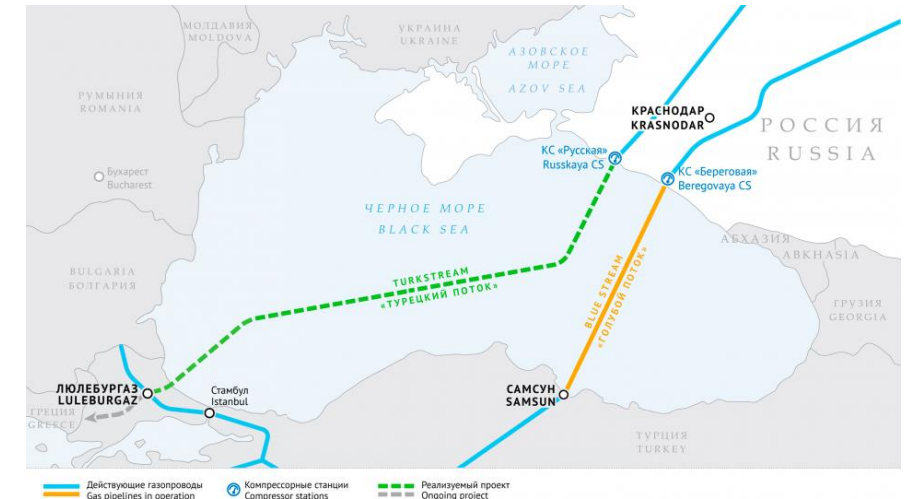 МОЛДАВИЯ
MOLDOVA
УКРАИНА
UKRAINE
АЗОВСКОЕ
МОРЕ
AZOV SEA
РУМЫНИЯ
ROMANIA
КРАСНОДАР
KRASNODAR
РОССИЯ
RUSSIA
КС «Русская»
Russkaya CS
КС «Береговая»
Beregovaya CS
Бухарест
Bucharest
ЧЕРНОЕ МОРЕ
BLACK SEA
АБХАЗИЯ
ABKHASIA
BULGARIA
БОЛГАРИЯ
TURKSTREAM
«ТУРЕЦКИЙ ПОТОК»
BLUE STREAM
«ГОЛУБОЙ ПОТОК»
ГРУЗИЯ
GEORGIA
ЛЮЛЕБУРГАЗ
LULEBURGAZ
Стамбул
Istanbul
САМСУН
SAMSUN
ГРЕЦИЯ
GREECE
ТУРЦИЯ
TURKEY
Действующие газопроводы
Gas pipelines in operation
Компрессорные станции
Compressor stations
Реализуемый проект
Ongoing project